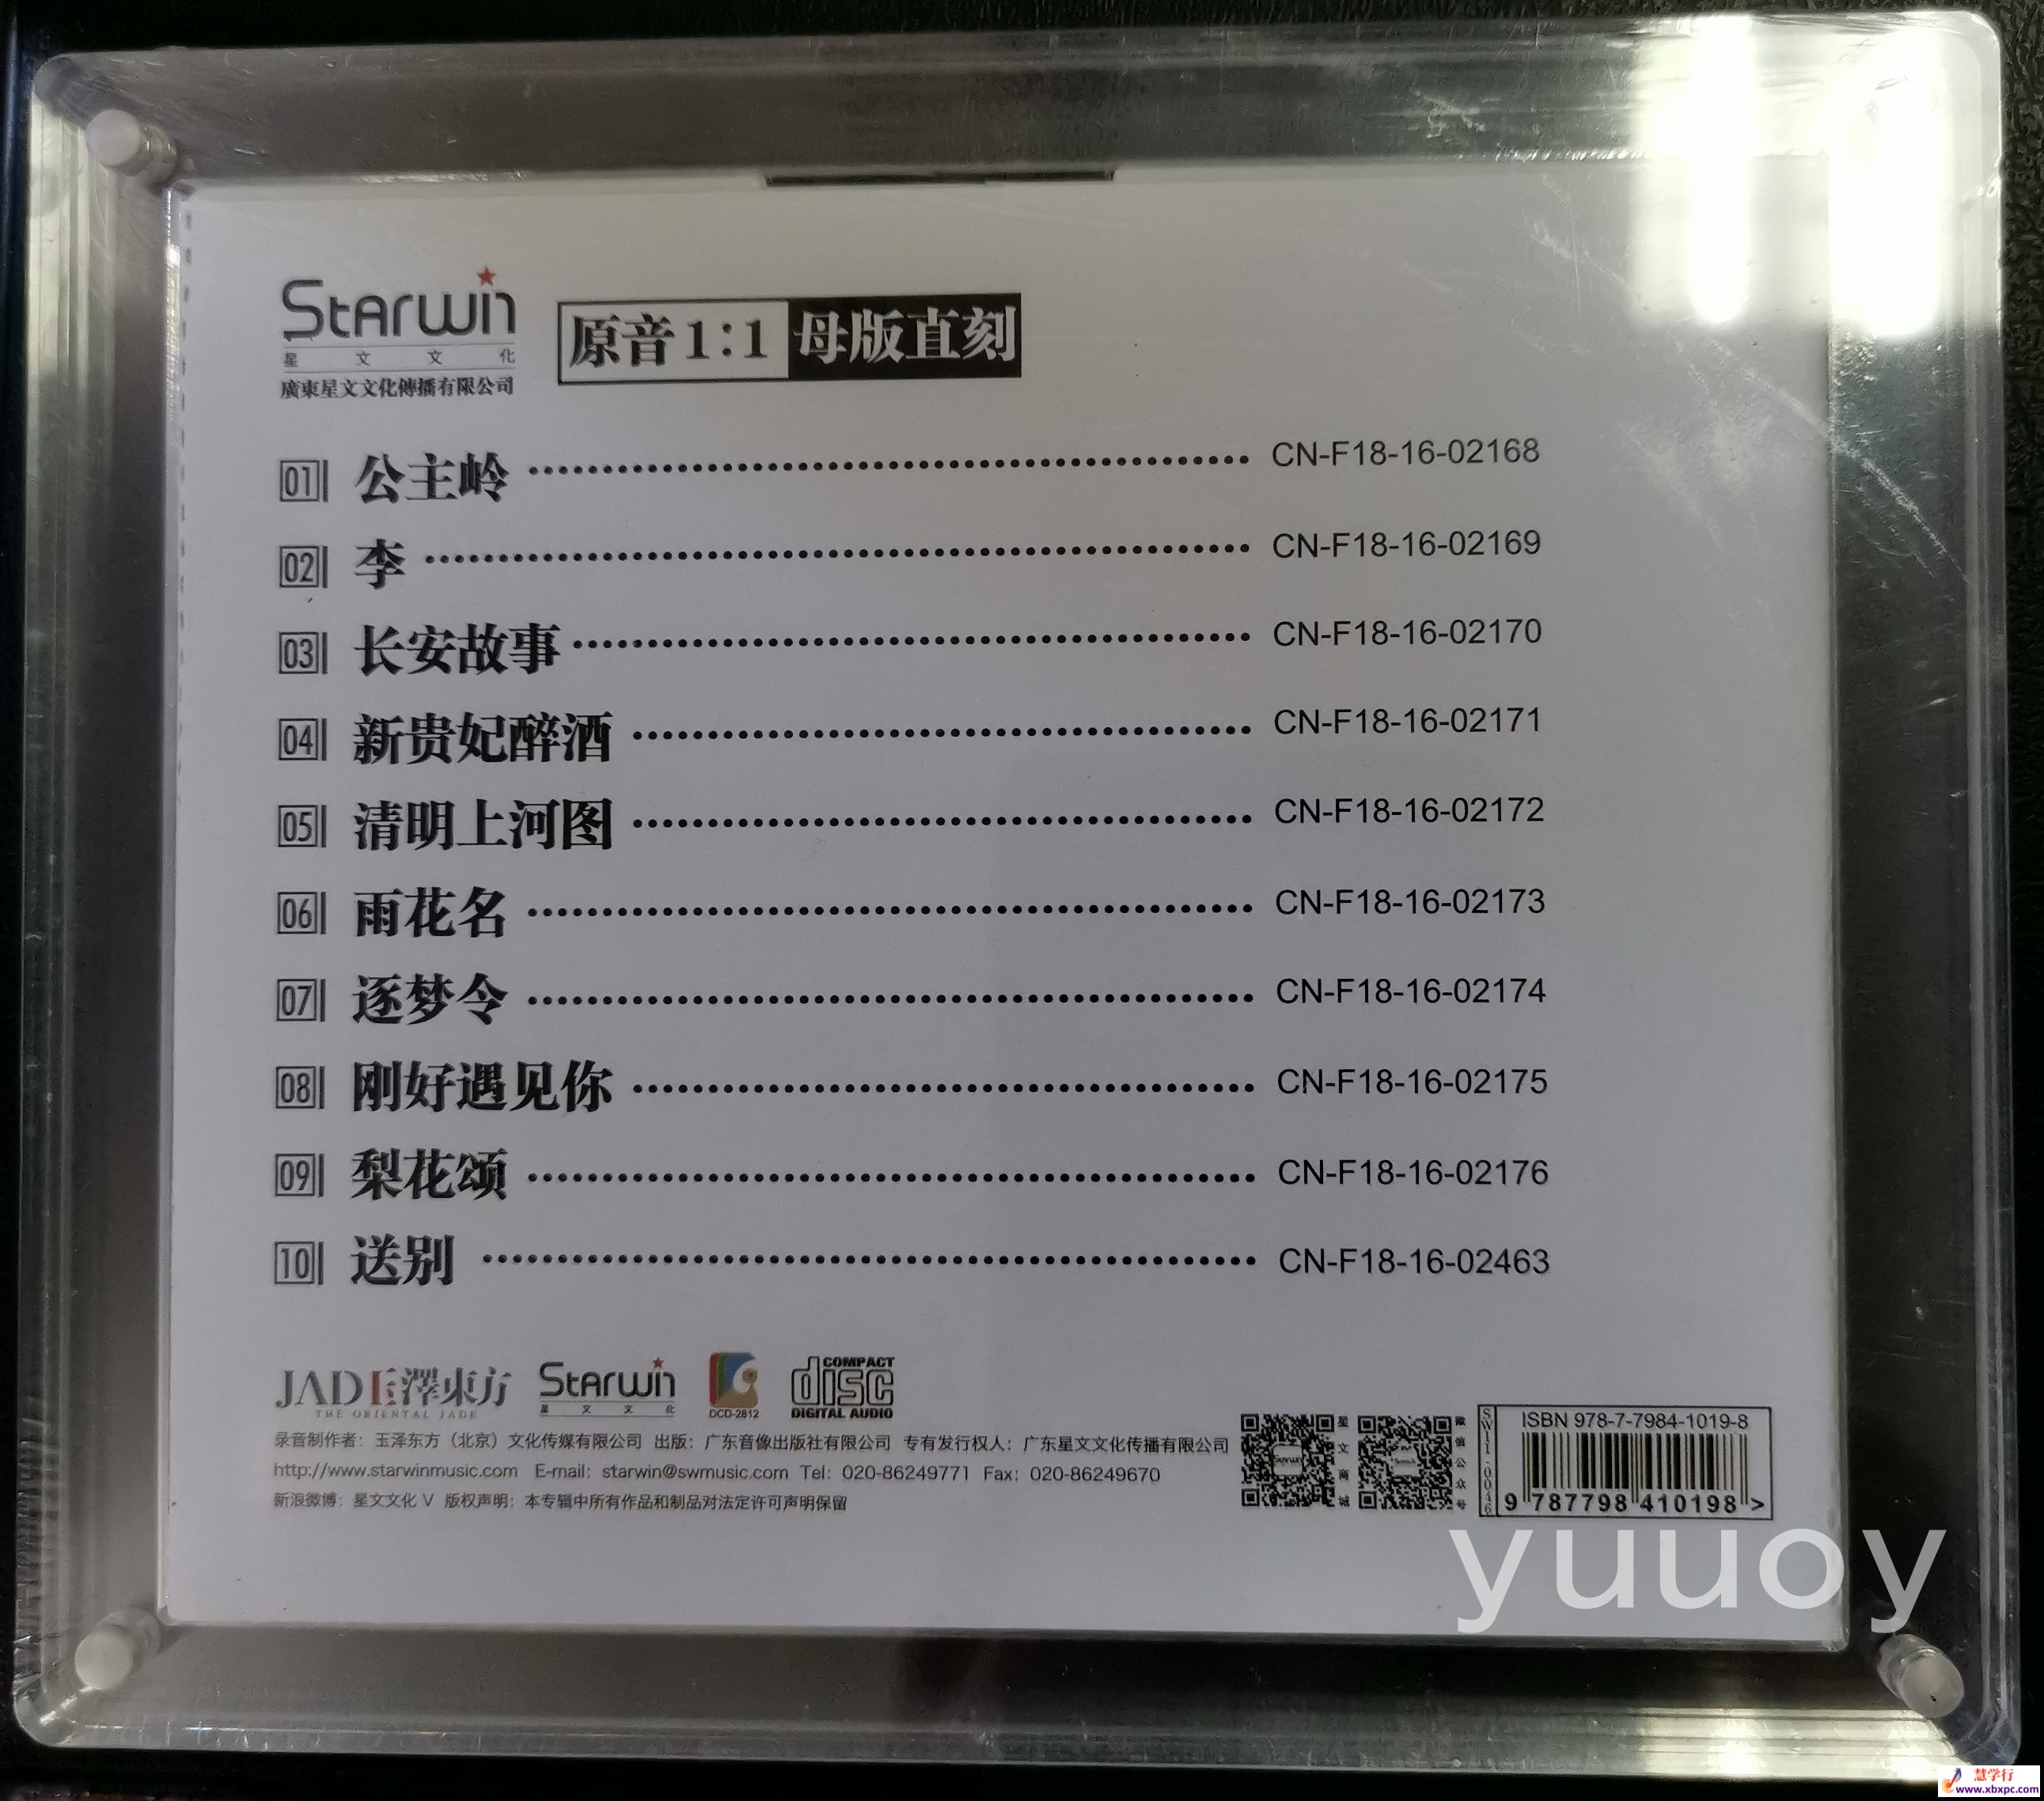 Starwin
星文文化
廣東星文文化傳播有限公司
原音1:1 母版直刻
01 公主岭 CN-F18-16-02168
02 李 CN-F18-16-02169
03 长安故事 CN-F18-16-02170
04 新贵妃醉酒 CN-F18-16-02171
05 清明上河图 CN-F18-16-02172
06 雨花名 CN-F18-16-02173
07 逐梦令 CN-F18-16-02174
08 刚好遇见你 CN-F18-16-02175
09 梨花颂 CN-F18-16-02176
10 送别 CN-F18-16-02463
JADE玉澤東方
THE ORIENTAL JADE
Starwin
星文文化
DCD-2812
COMPACT
disc
DIGITAL AUDIO
录音制作者：玉泽东方（北京）文化传媒有限公司 出版：广东音像出版社有限公司 专有发行权人：广东星文文化传播有限公司
http://www.starwinmusic.com E-mail：starwin@swmusic.com Tel：020-86249771 Fax：020-86249670
新浪微博：星文文化 V 版权声明：本专辑中所有作品和制品对法定许可声明保留
星文商城
微信公众号
SW11-0046
ISBN 978-7-7984-1019-8
9 787798 410198 >
yuuoy
慧学行
www.xbxpc.com